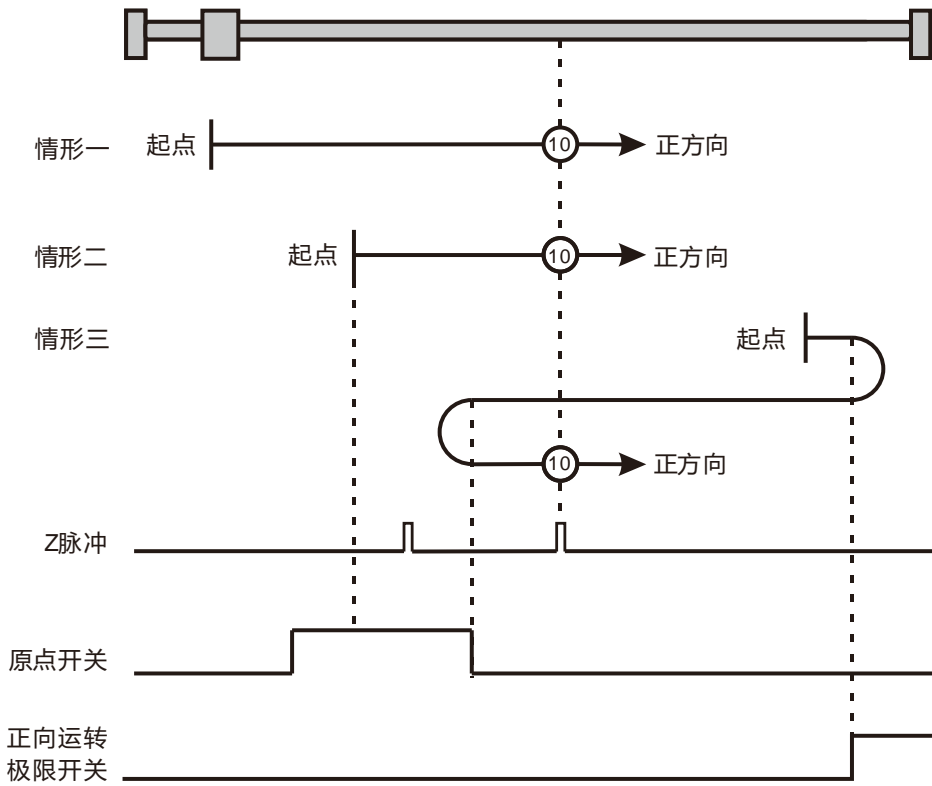 情形一 起点 10 正方向
情形二 起点 10 正方向
情形三 起点
10 正方向
Z脉冲
原点开关
正向运转
极限开关